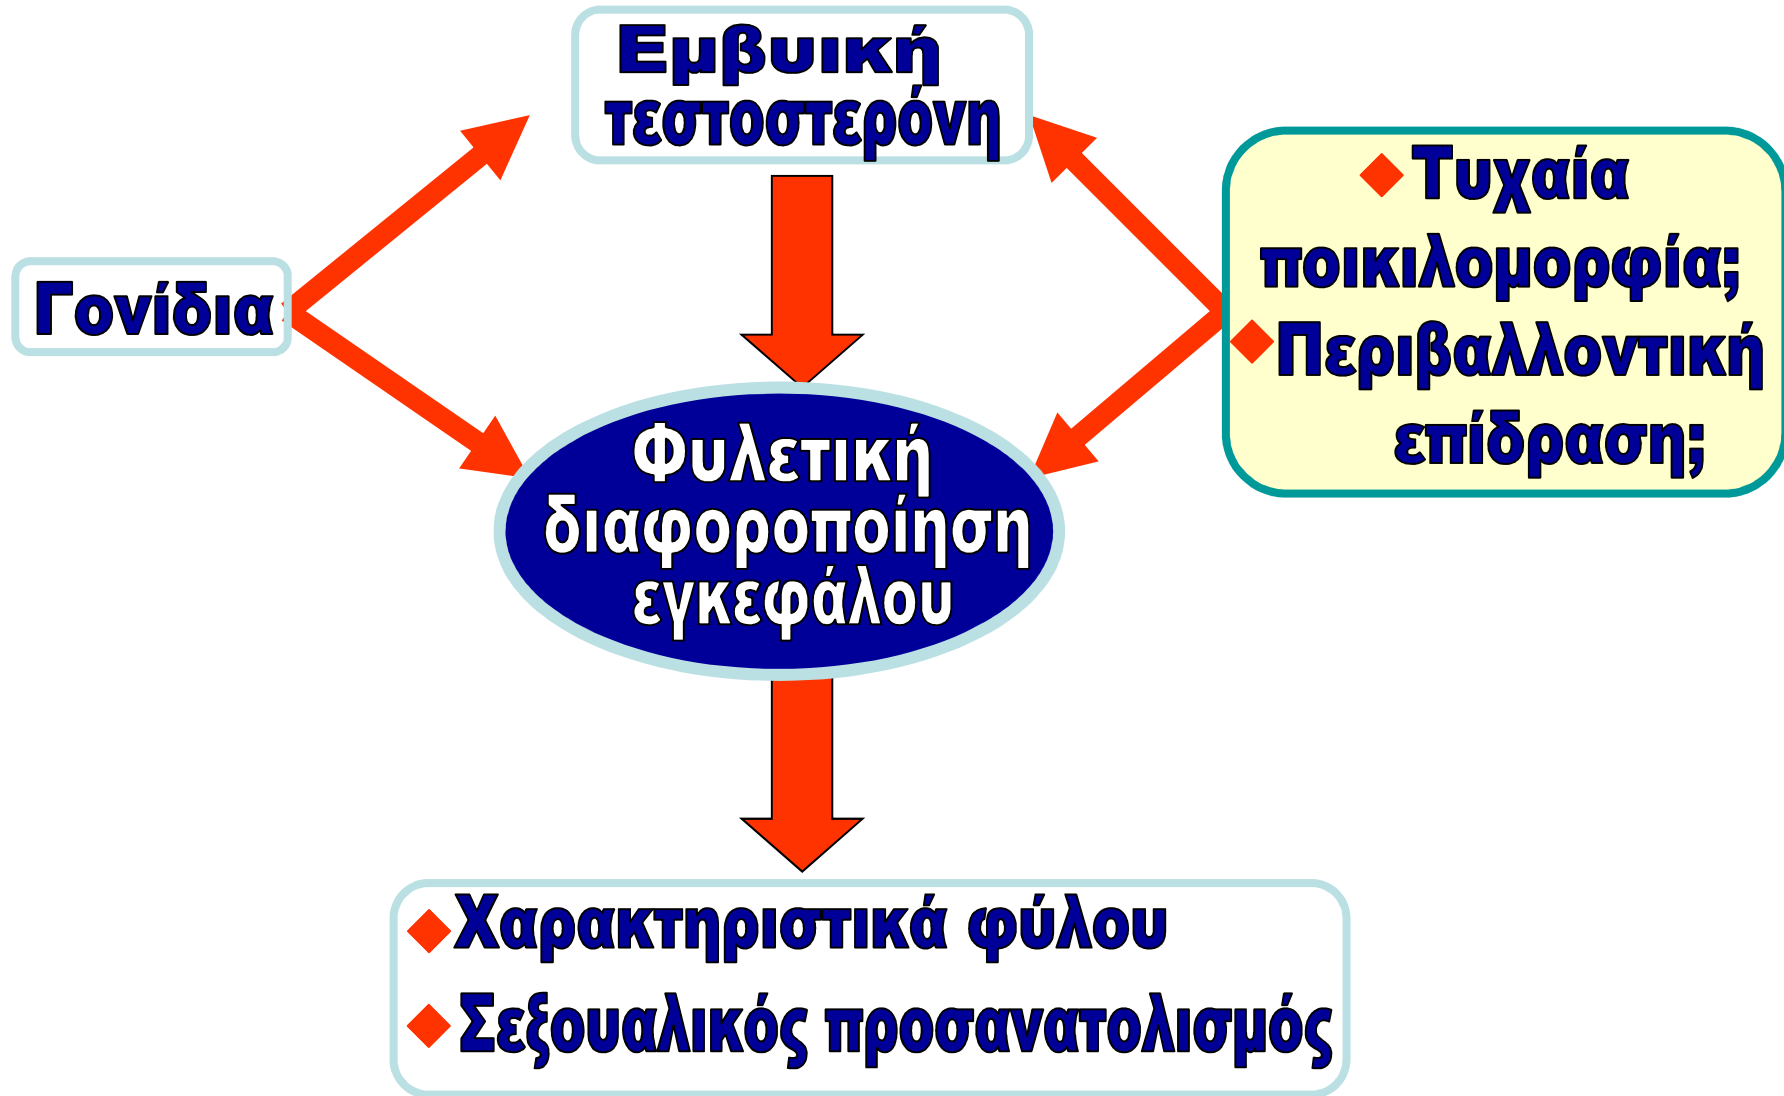 Εμβυική
τεστοστερόνη
Γονίδια
Τυχαία
ποικιλομορφία;
Περιβαλλοντική
επίδραση;
Φυλετική
διαφοροποίηση
εγκεφάλου
Χαρακτηριστικά φύλου
Σεξουαλικός προσανατολισμός